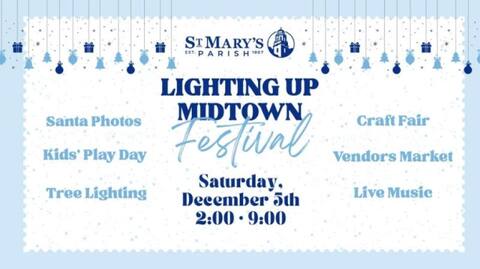 ST MARY'S
EST. PARISH 1867
LIGHTING UP
MIDTOWN
Festival
Santa Photos
Kids' Play Day
Tree Lighting
Saturday,
December 5th
2:00 • 9:00
Craft Fair
Vendors Market
Live Music